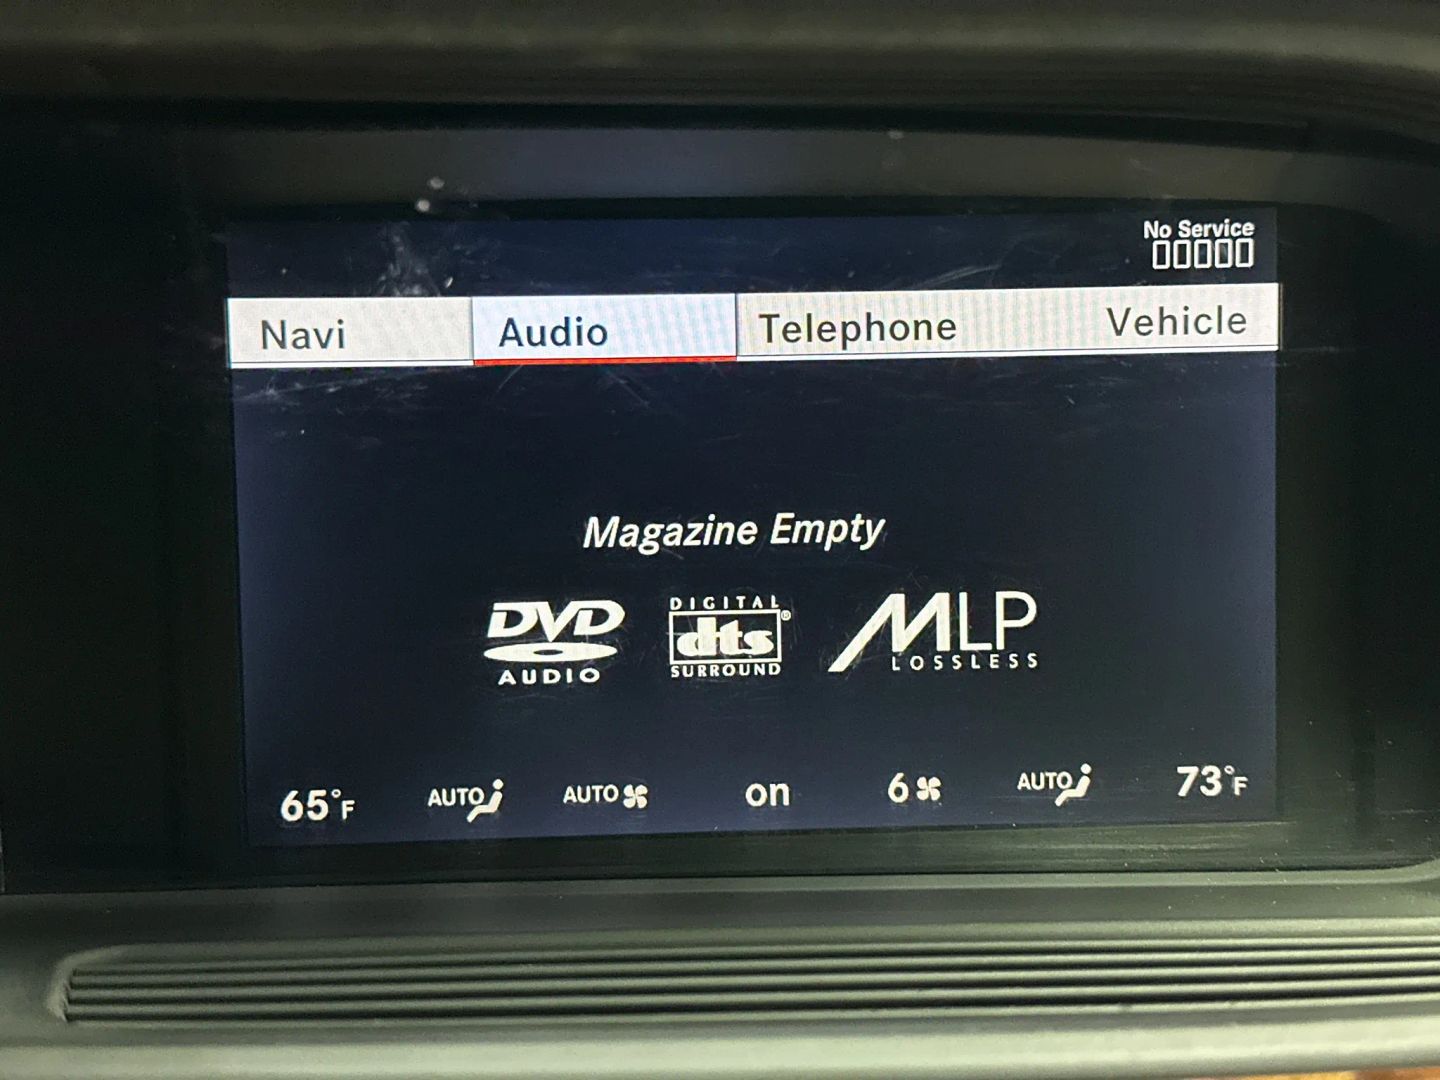 No Service
Navi Audio Telephone Vehicle
Magazine Empty
DVD AUDIO
DIGITAL dts® SURROUND
MLP LOSSLESS
65°F AUTO AUTO on 6 AUTO 73°F